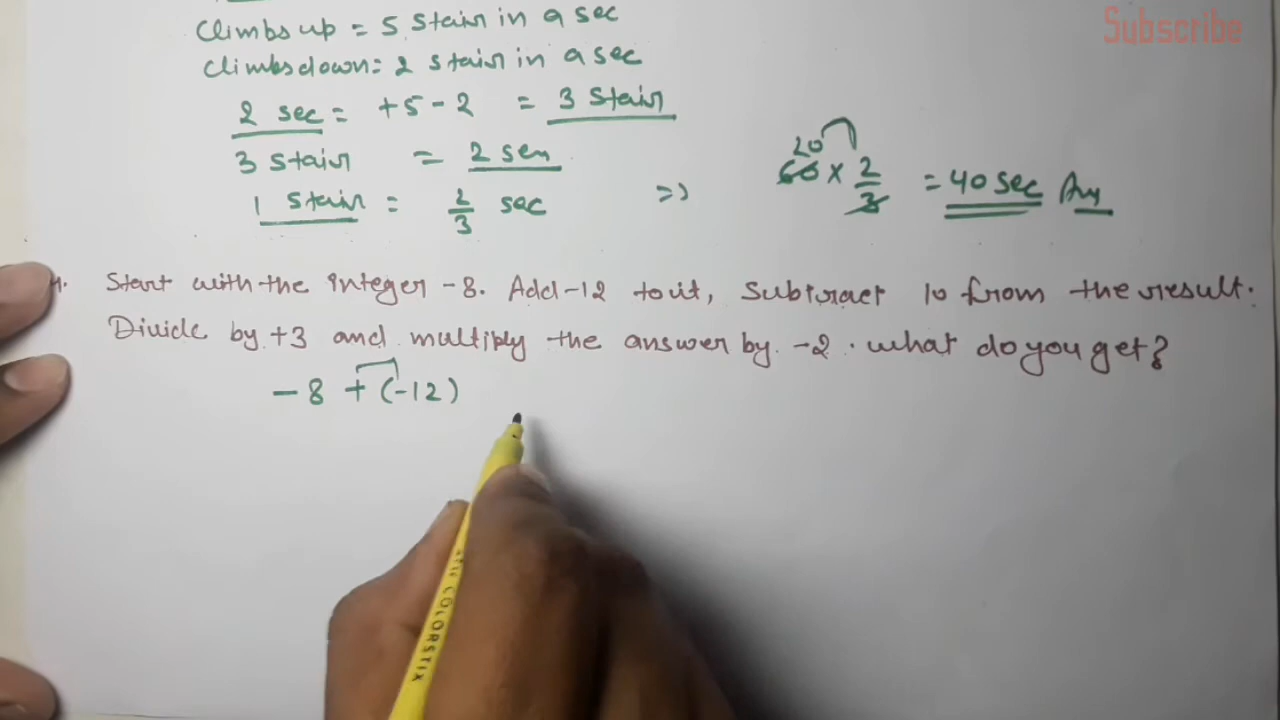 Subscribe
Climbs up = 5 Stair in a sec
Climbs down = 2 stair in a sec
2 sec = +5 - 2 = 3 Stair
3 stair = 2 sec
1 Stair = 2/3 sec => 60 20 × 2/3 = 40 sec Ans
Start with the integer -8. Add -12 to it, Subtract 10 from the result.
Divide by +3 and multiply the answer by -2. what do you get?
-8 + (-12)
COLORSTIX